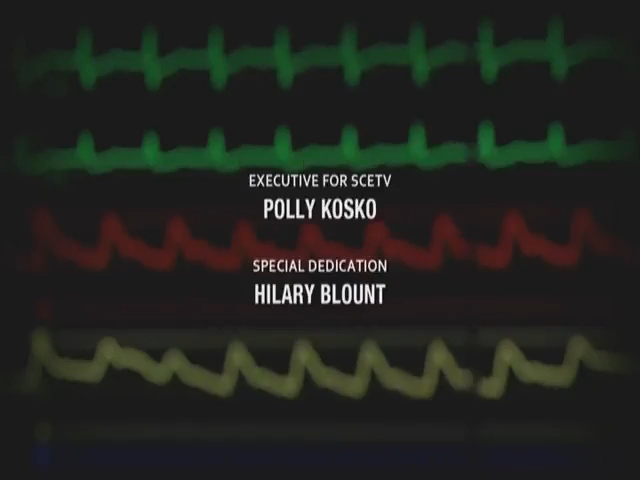 EXECUTIVE FOR SCETV
POLLY KOSKO
SPECIAL DEDICATION
HILARY BLOUNT